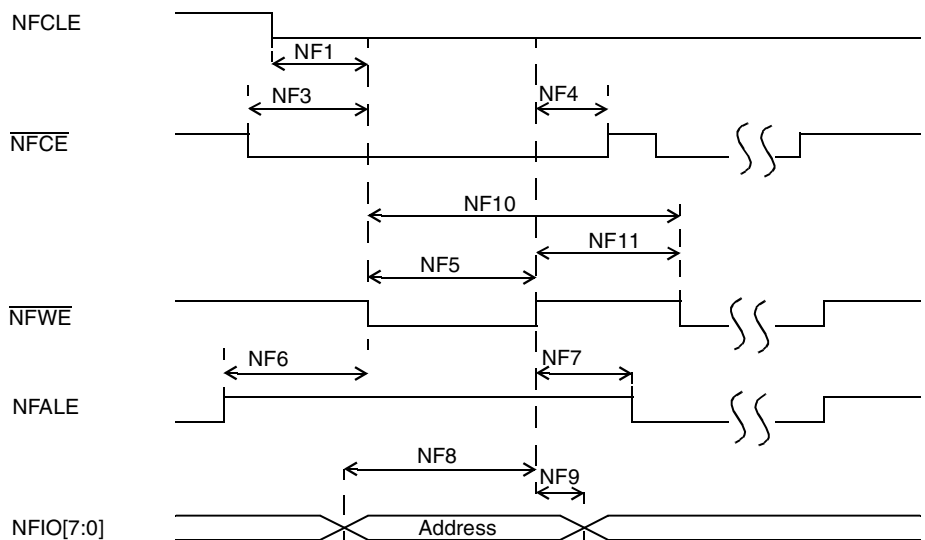 NFCLE
NF1
NF3
NF4
NFCE
NF10
NF11
NF5
NFWE
NF6
NF7
NFALE
NF8
NF9
NFIO[7:0]
Address